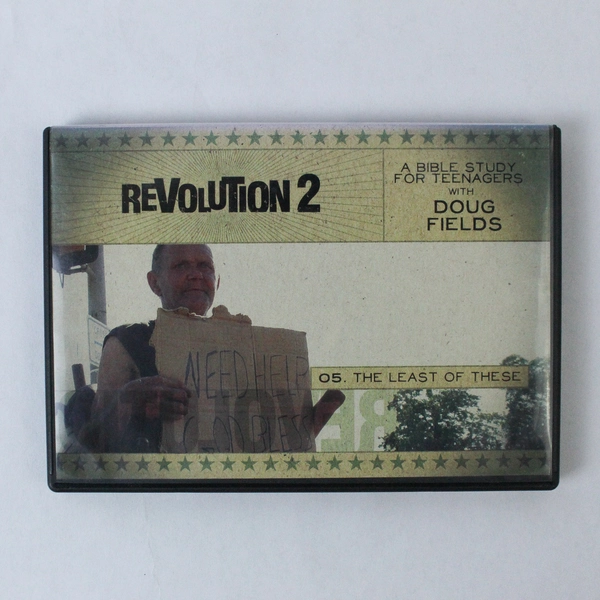 REVOLUTION 2
A BIBLE STUDY
FOR TEENAGERS
WITH
DOUG
FIELDS
NEED HELP
GOD BLESS
05. THE LEAST OF THESE